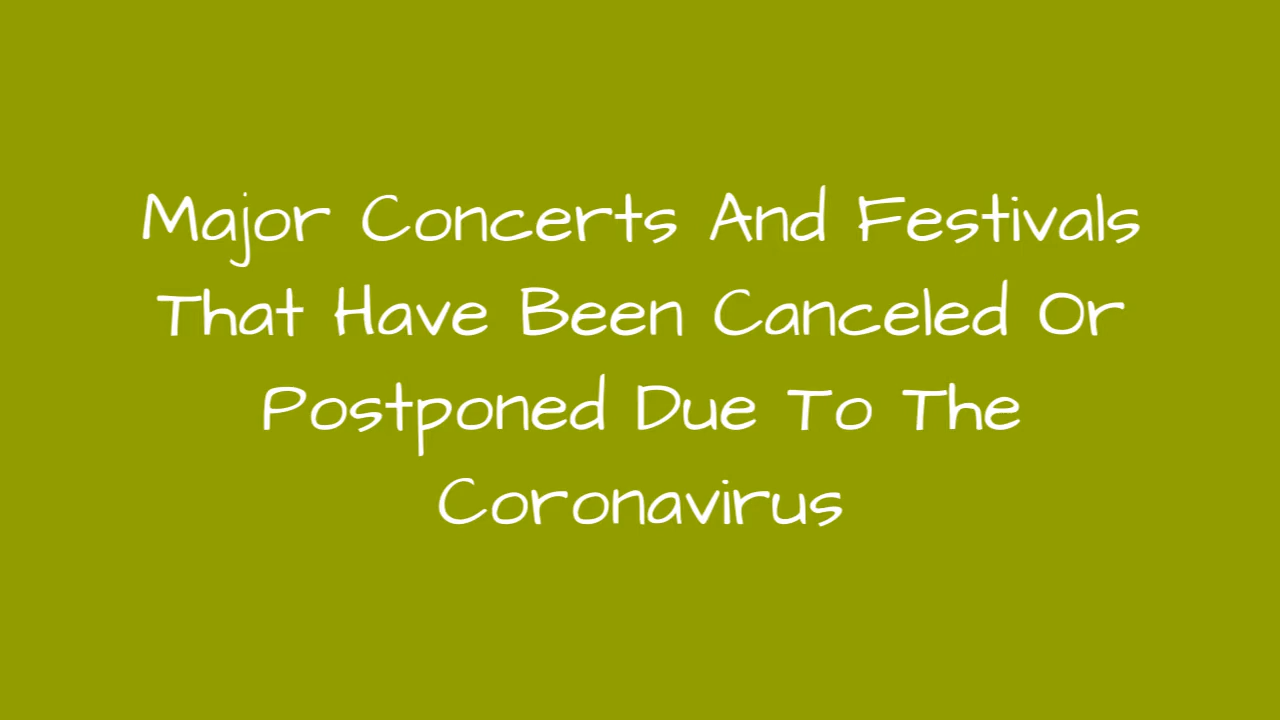 Major Concerts And Festivals
That Have Been Canceled Or
Postponed Due To The
Coronavirus